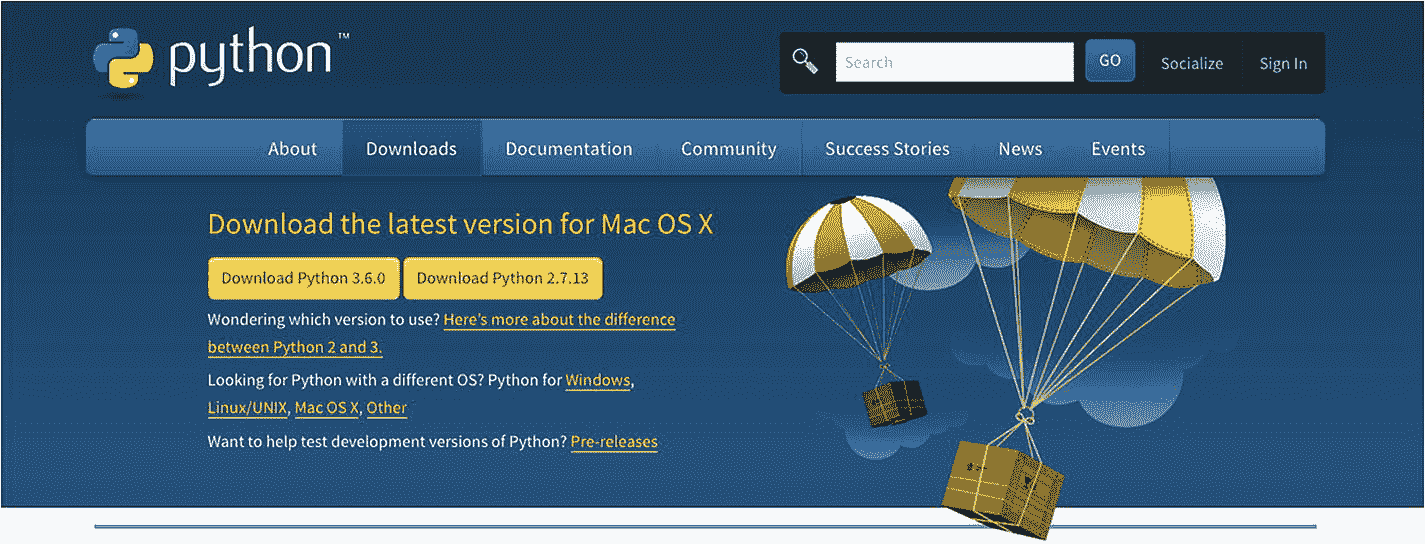 python™
Search
GO
Socialize
Sign In
About
Downloads
Documentation
Community
Success Stories
News
Events
Download the latest version for Mac OS X
Download Python 3.6.0
Download Python 2.7.13
Wondering which version to use? Here's more about the difference
between Python 2 and 3.
Looking for Python with a different OS? Python for Windows,
Linux/UNIX, Mac OS X, Other
Want to help test development versions of Python? Pre-releases